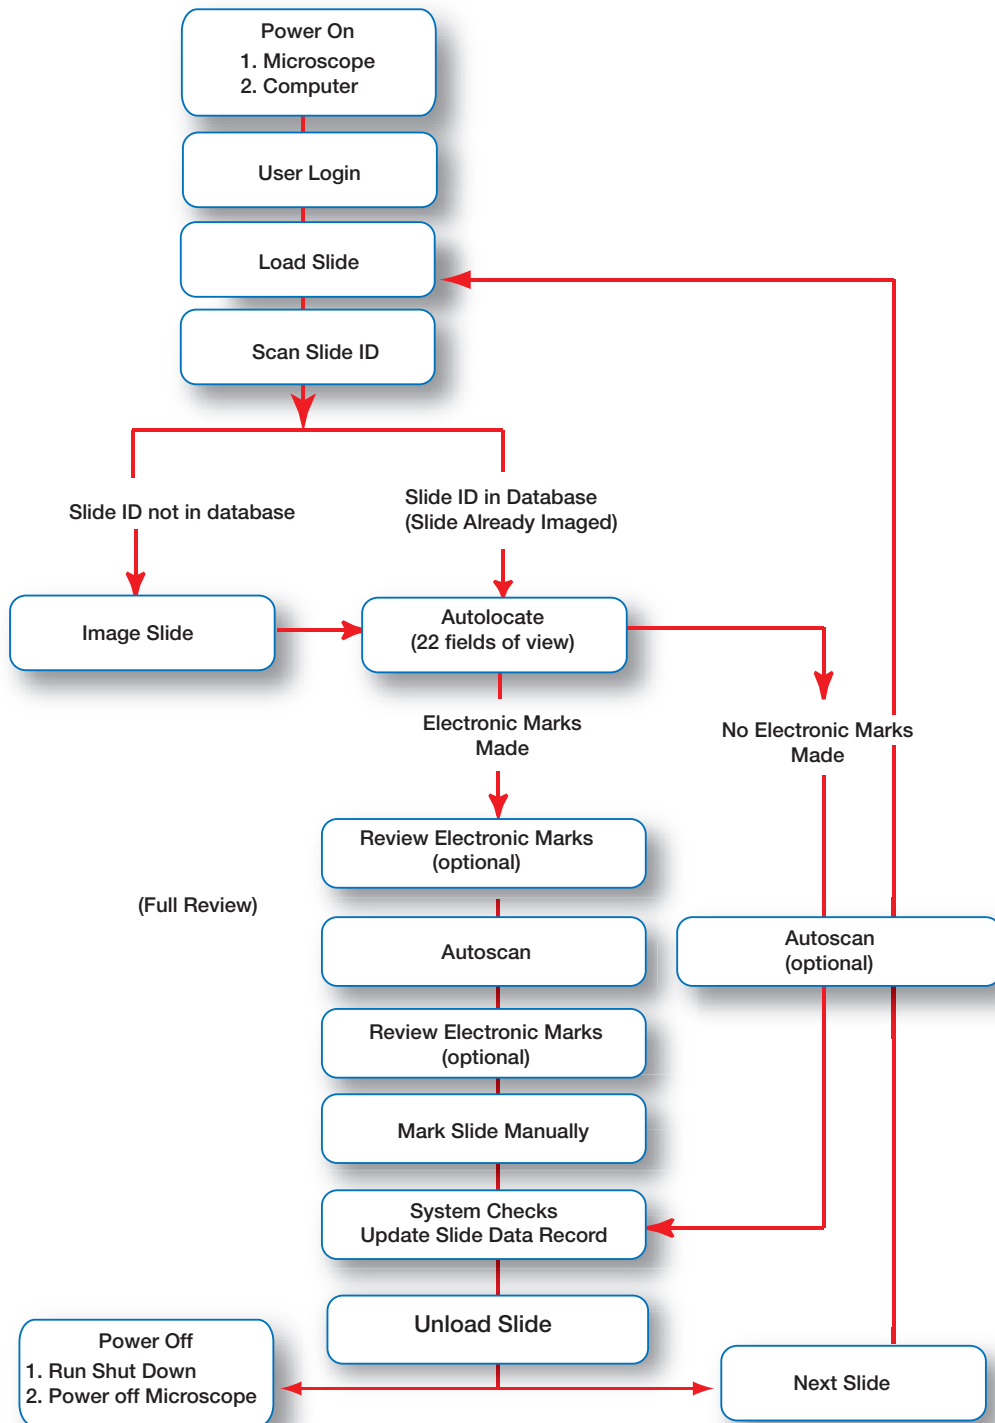 Power On
1. Microscope
2. Computer
User Login
Load Slide
Scan Slide ID
Slide ID not in database
Slide ID in Database
(Slide Already Imaged)
Image Slide
Autolocate
(22 fields of view)
Electronic Marks
Made
No Electronic Marks
Made
Review Electronic Marks
(optional)
(Full Review)
Autoscan
Autoscan
(optional)
Review Electronic Marks
(optional)
Mark Slide Manually
System Checks
Update Slide Data Record
Unload Slide
Power Off
1. Run Shut Down
2. Power off Microscope
Next Slide